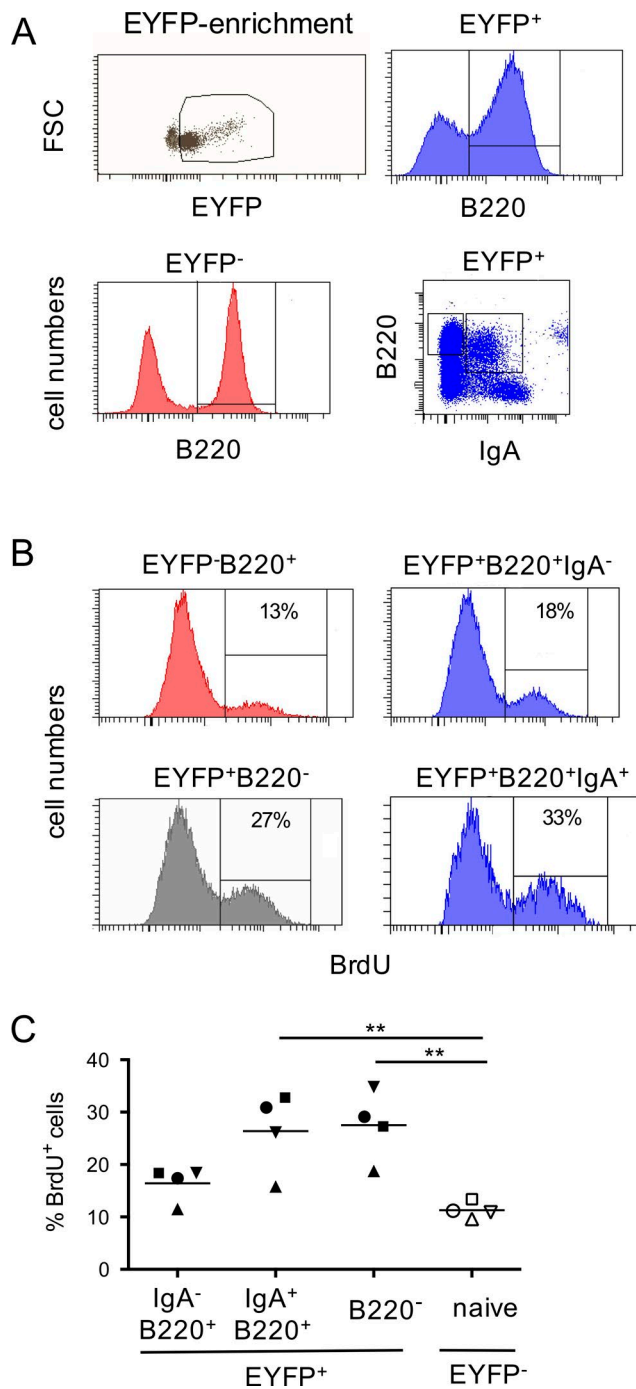 A
EYFP-enrichment
EYFP⁺
FSC
EYFP
B220
EYFP⁻
EYFP⁺
cell numbers
B220
B220
IgA
B
EYFP⁻B220⁺
EYFP⁺B220⁺IgA⁻
13%
18%
cell numbers
EYFP⁺B220⁻
EYFP⁺B220⁺IgA⁺
27%
33%
BrdU
C
**
**
% BrdU⁺ cells
40
30
20
10
0
IgA⁻ IgA⁺ B220⁻ naive
B220⁺ B220⁺
EYFP⁺ EYFP⁻